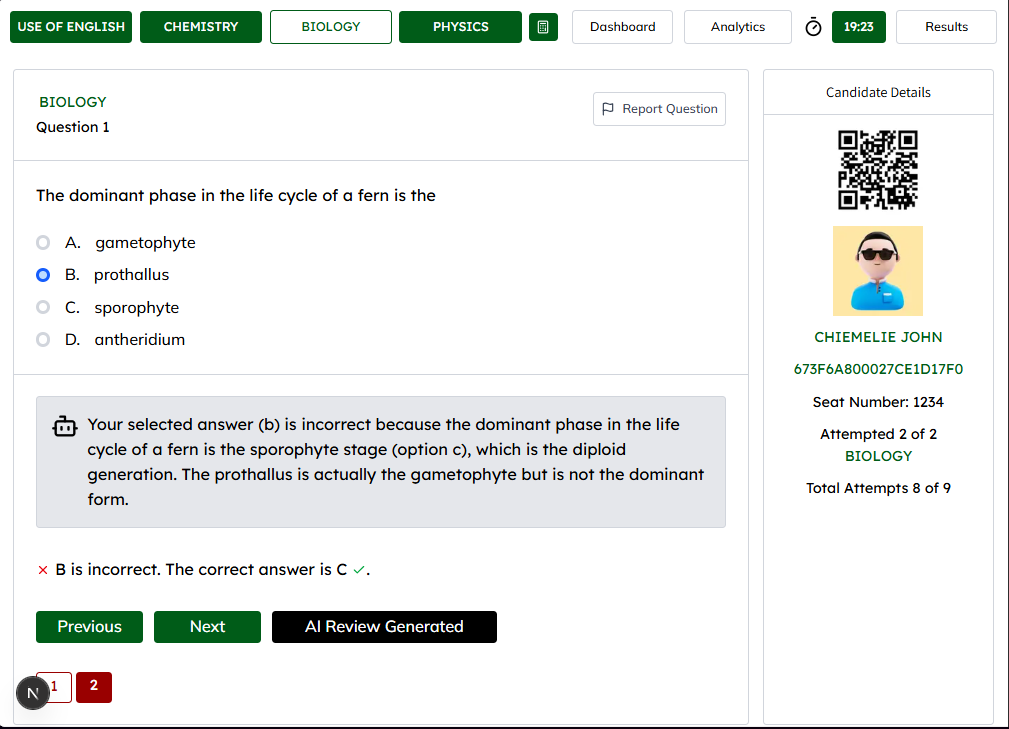 USE OF ENGLISH
CHEMISTRY
BIOLOGY
PHYSICS
Dashboard
Analytics
19:23
Results
BIOLOGY
Question 1
Report Question
The dominant phase in the life cycle of a fern is the
A. gametophyte
B. prothallus
C. sporophyte
D. antheridium
Your selected answer (b) is incorrect because the dominant phase in the life
cycle of a fern is the sporophyte stage (option c), which is the diploid
generation. The prothallus is actually the gametophyte but is not the dominant
form.
× B is incorrect. The correct answer is C ✓.
Previous
Next
AI Review Generated
N
1
2
Candidate Details
CHIEMELIE JOHN
673F6A800027CE1D17F0
Seat Number: 1234
Attempted 2 of 2
BIOLOGY
Total Attempts 8 of 9